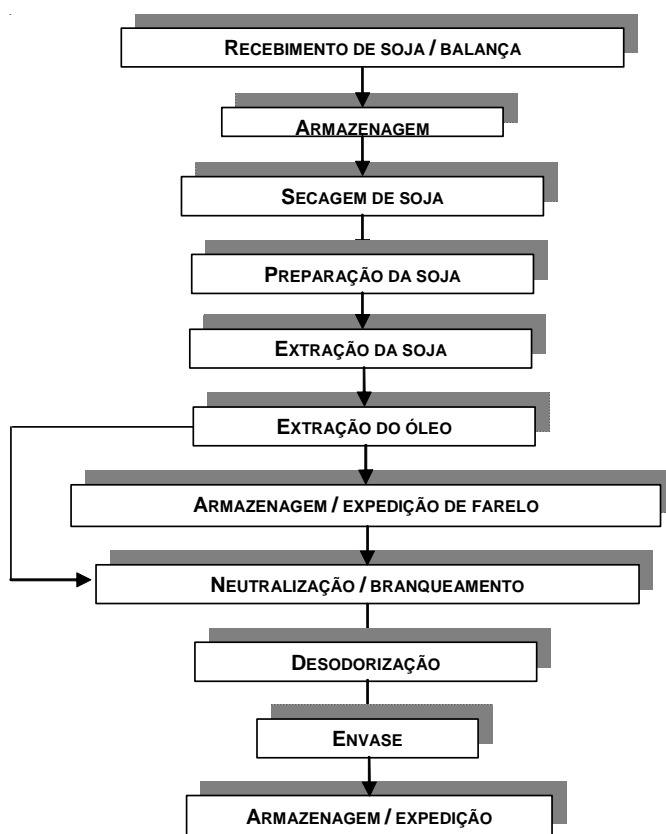 RECEBIMENTO DE SOJA / BALANÇA
ARMAZENAGEM
SECAGEM DE SOJA
PREPARAÇÃO DA SOJA
EXTRAÇÃO DA SOJA
EXTRAÇÃO DO ÓLEO
ARMAZENAGEM / EXPEDIÇÃO DE FARELO
NEUTRALIZAÇÃO / BRANQUEAMENTO
DESODORIZAÇÃO
ENVASE
ARMAZENAGEM / EXPEDIÇÃO